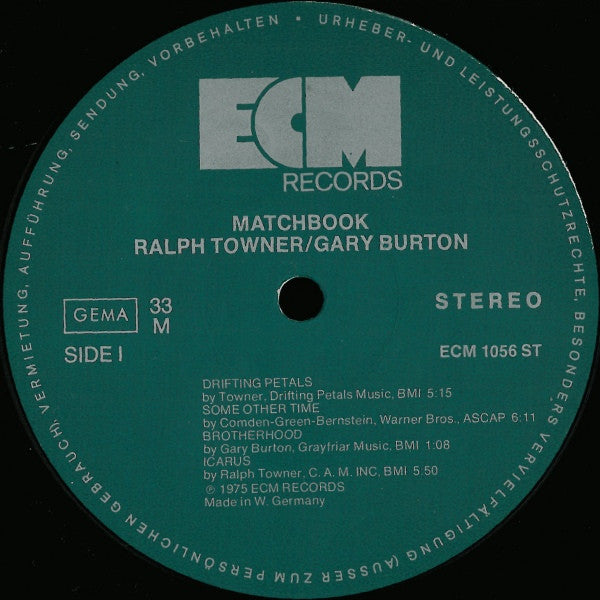 URHEBER- UND LEISTUNGSSCHUTZRECHTE, BESONDERS VERVIELFÄLTIGUNG (AUSSER ZUM PERSÖNLICHEN GEBRAUCH), VERMIETUNG, AUFFÜHRUNG, SENDUNG, VORBEHALTEN *
ECM
RECORDS
MATCHBOOK
RALPH TOWNER/GARY BURTON
GEMA 33 STEREO
M
SIDE I ECM 1056 ST
DRIFTING PETALS
by Towner, Drifting Petals Music, BMI 5:15
SOME OTHER TIME
by Comden-Green-Bernstein, Warner Bros., ASCAP 6:11
BROTHERHOOD
by Gary Burton, Grayfriar Music, BMI 1:08
ICARUS
by Ralph Towner, C. A. M. INC, BMI 5:50
℗ 1975 ECM RECORDS
Made in W. Germany